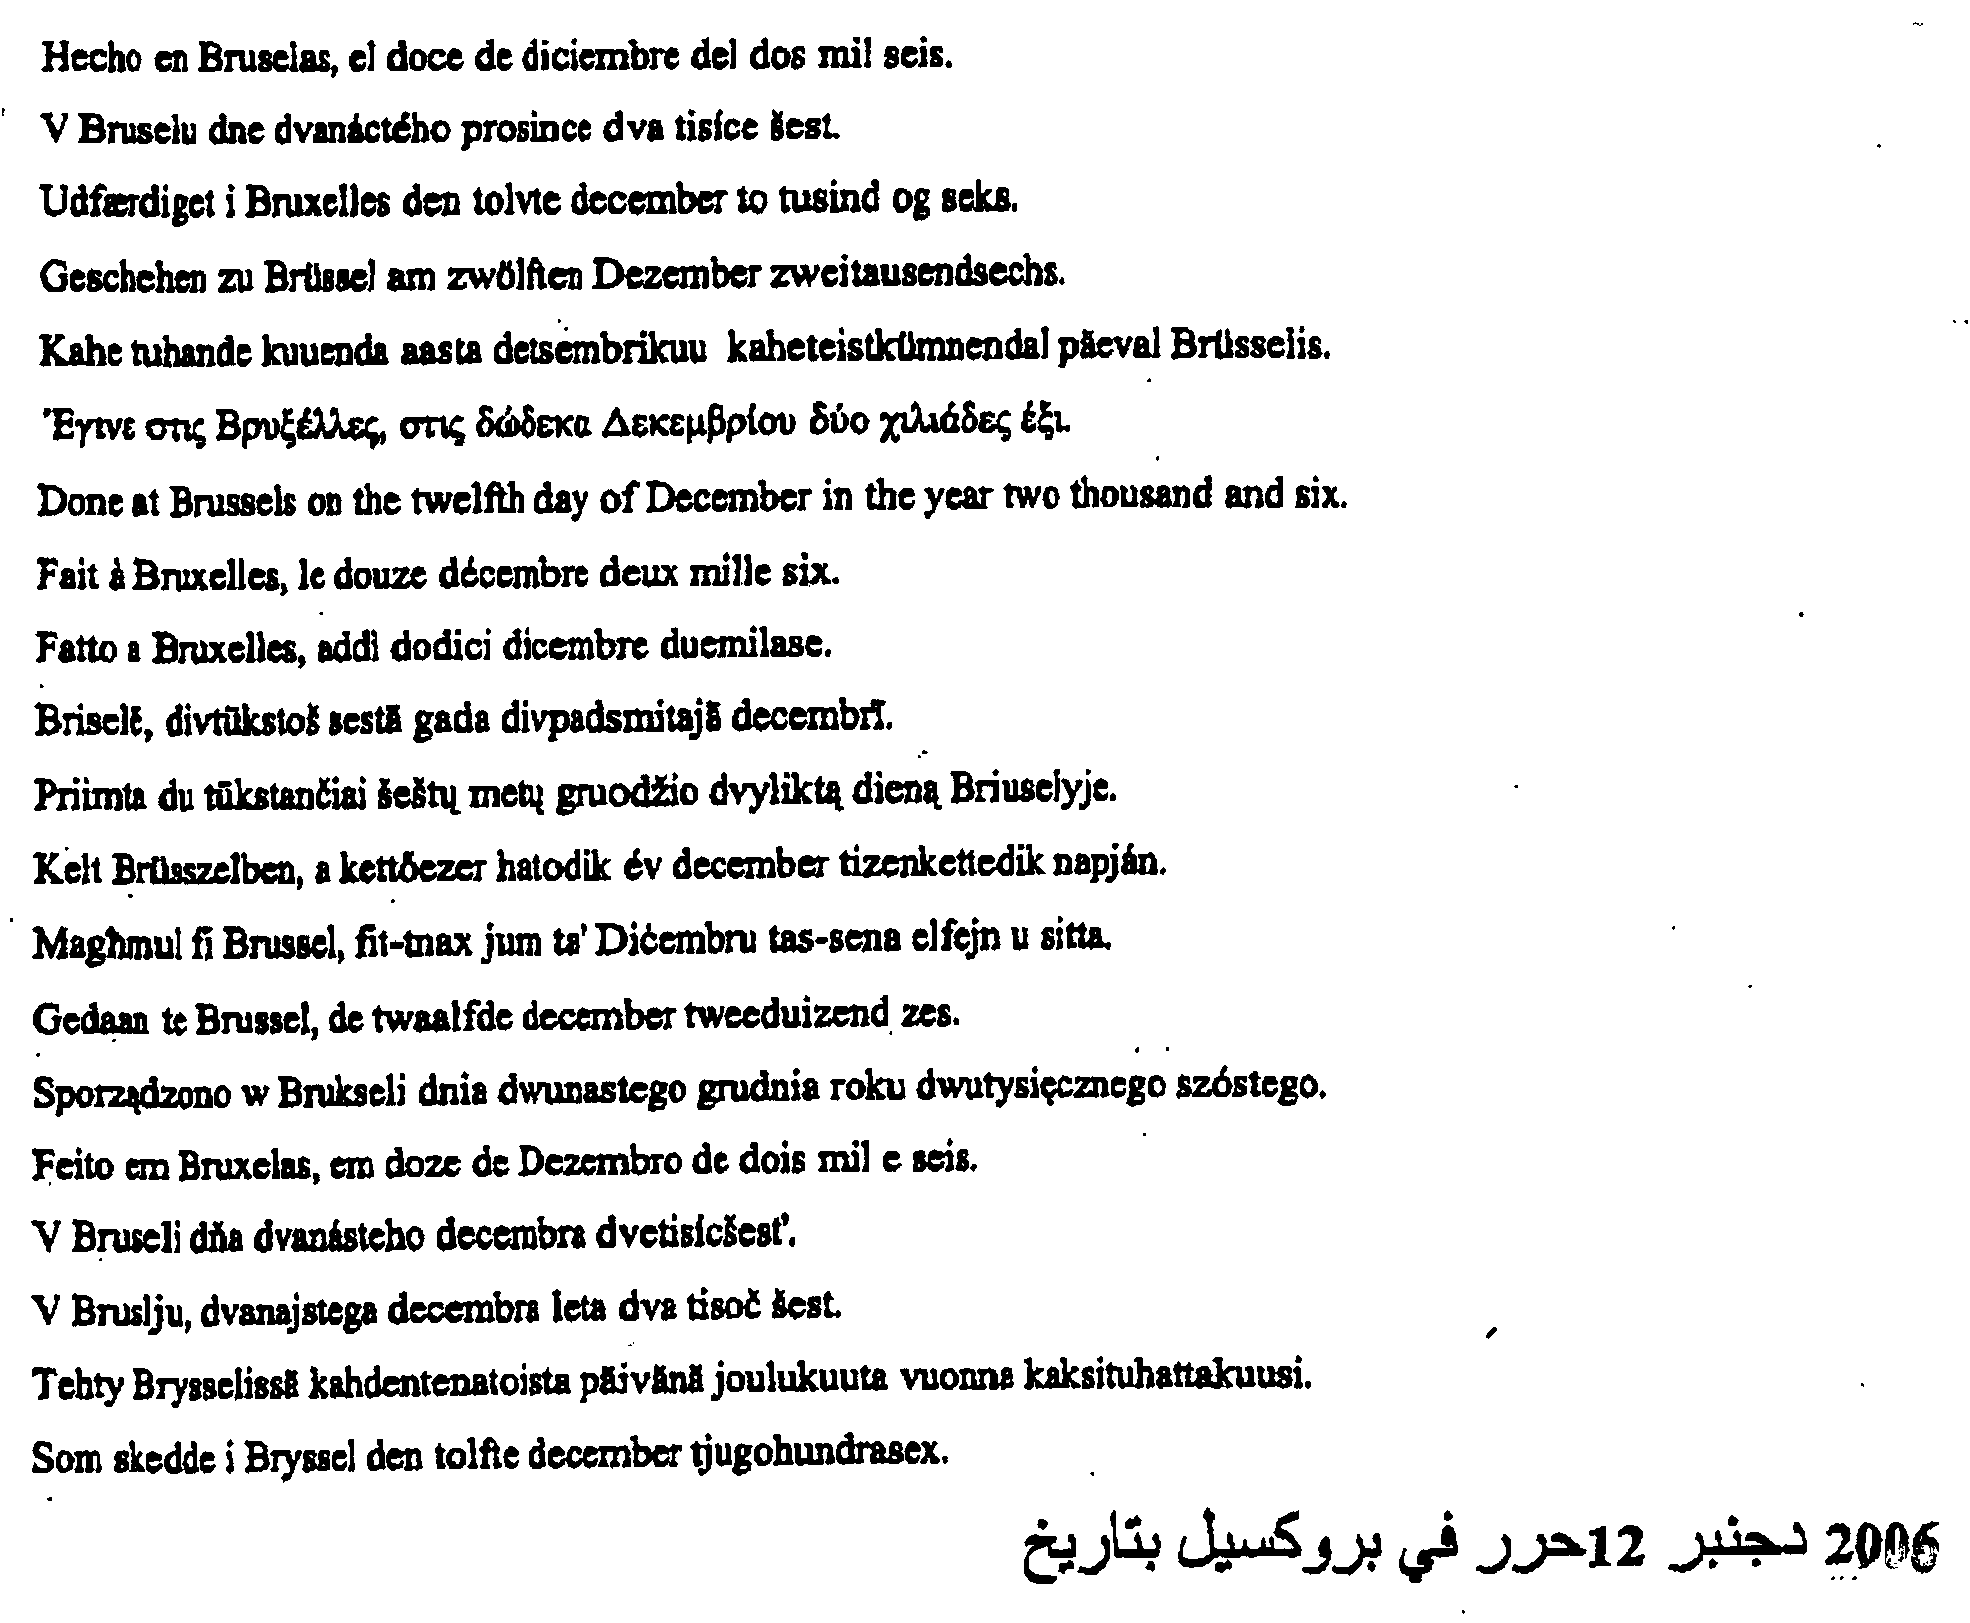 Hecho en Bruselas, el doce de diciembre del dos mil seis.
V Bruselu dne dvanáctého prosince dva tisíce šest.
Udfærdiget i Bruxelles den tolvte december to tusind og seks.
Geschehen zu Brüssel am zwölften Dezember zweitausendsechs.
Kahe tuhande kuuenda aasta detsembrikuu kaheteistkümnendal päeval Brüsselis.
Έγινε στις Βρυξέλλες, στις δώδεκα Δεκεμβρίου δύο χιλιάδες έξι.
Done at Brussels on the twelfth day of December in the year two thousand and six.
Fait à Bruxelles, le douze décembre deux mille six.
Fatto a Bruxelles, addì dodici dicembre duemilase.
Briselē, divtūkstoš sestā gada divpadsmitajā decembrī.
Priimta du tūkstančiai šeštų metų gruodžio dvyliktą dieną Briuselyje.
Kelt Brüsszelben, a kettőezer hatodik év december tizenkettedik napján.
Magħmul fi Brussel, fit-tnax jum ta' Diċembru tas-sena elfejn u sitta.
Gedaan te Brussel, de twaalfde december tweeduizend zes.
Sporządzono w Brukseli dnia dwunastego grudnia roku dwutysięcznego szóstego.
Feito em Bruxelas, em doze de Dezembro de dois mil e seis.
V Bruseli dňa dvanásteho decembra dvetisícšesť.
V Bruslju, dvanajstega decembra leta dva tisoč šest.
Tehty Brysselissä kahdentenatoista päivänä joulukuuta vuonna kaksituhattakuusi.
Som skedde i Bryssel den tolfte december tjugohundrasex.
2006 دجنبر 12حرر في بروكسيل بتاريخ